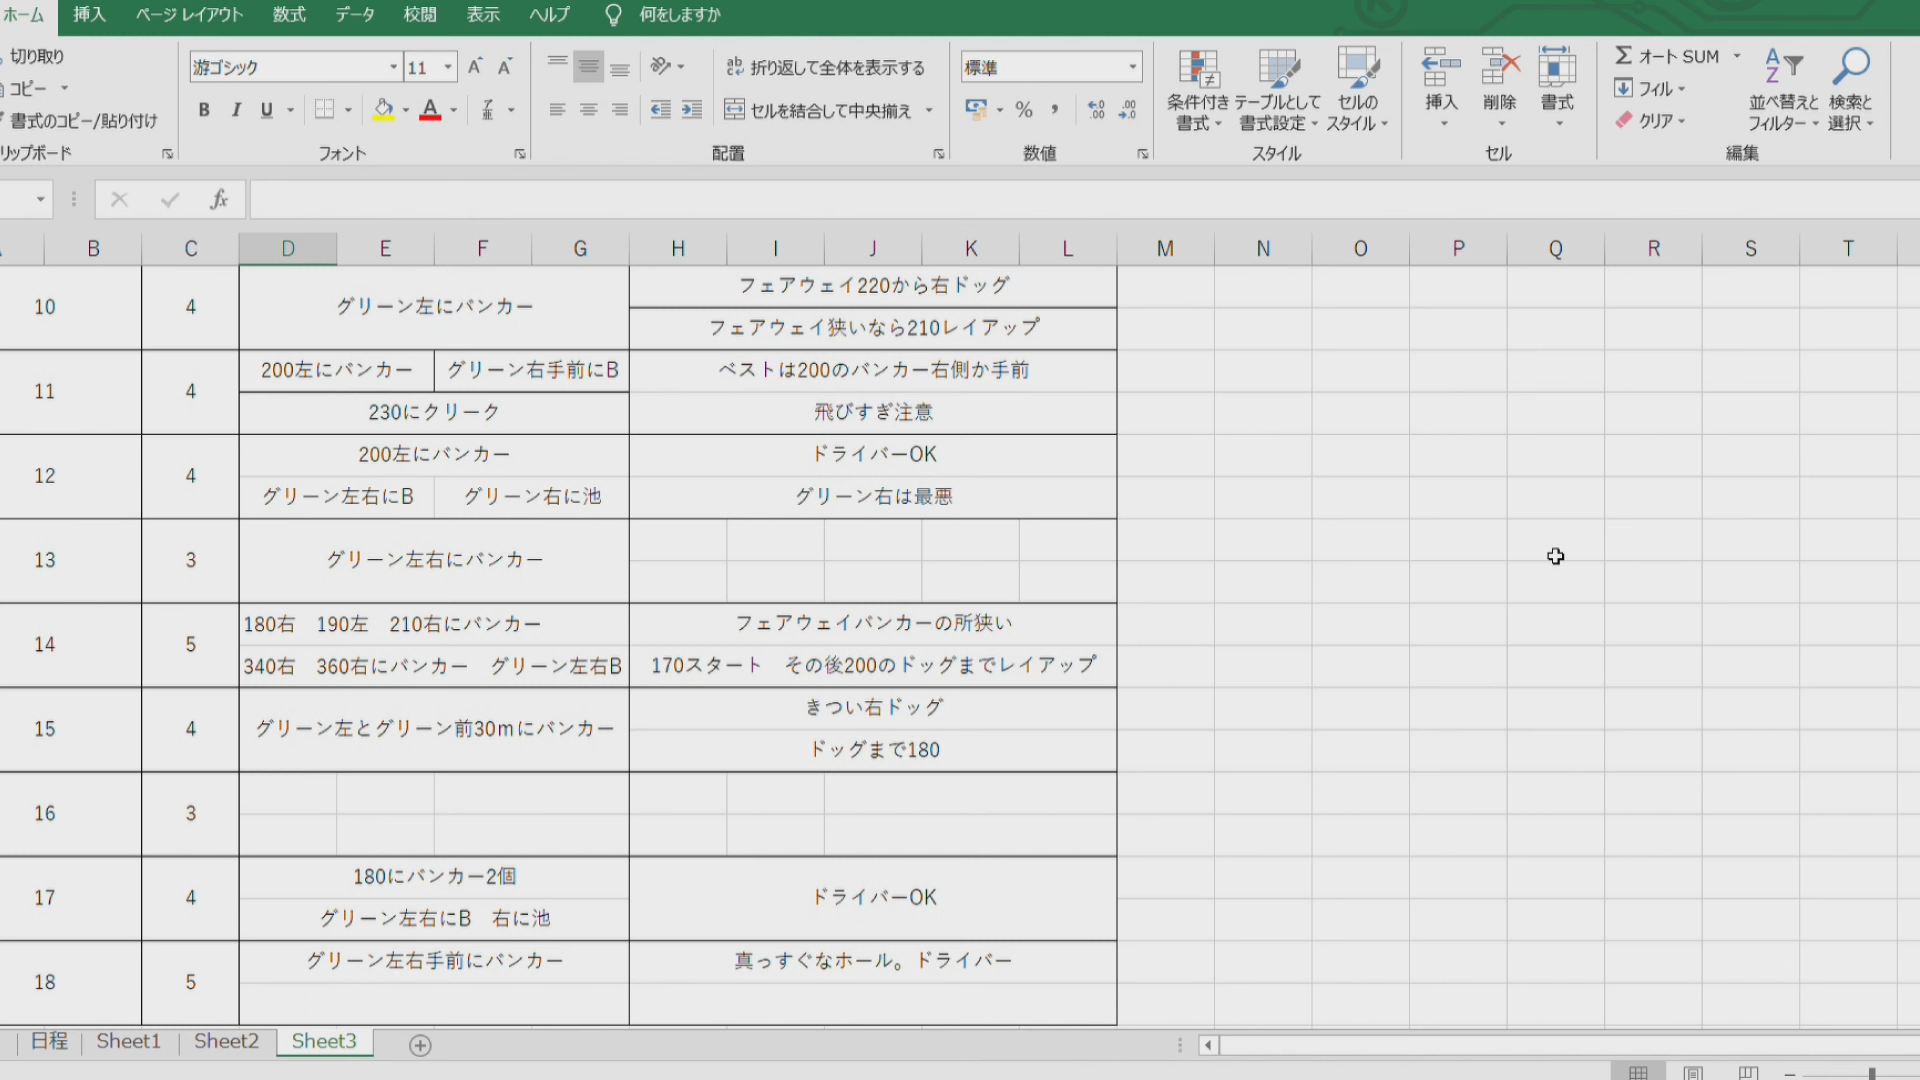 ホーム 挿入 ページ レイアウト 数式 データ 校閲 表示 ヘルプ 何をしますか
切り取り
コピー
書式のコピー/貼り付け
リップボード
游ゴシック 11 A A
B I U A
フォント
折り返して全体を表示する
セルを結合して中央揃え
配置
標準
% , .0 .00
数値
条件付き書式 テーブルとして書式設定 セルのスタイル
スタイル
挿入 削除 書式
セル
Σ オート SUM
フィル
クリア
並べ替えとフィルター 検索と選択
編集
fx
B C D E F G H I J K L M N O P Q R S T
10 4 グリーン左にバンカー フェアウェイ220から右ドッグ
フェアウェイ狭いなら210レイアップ
11 4 200左にバンカー グリーン右手前にB ベストは200のバンカー右側か手前
230にクリーク 飛びすぎ注意
12 4 200左にバンカー ドライバーOK
グリーン左右にB グリーン右に池 グリーン右は最悪
13 3 グリーン左右にバンカー
14 5 180右 190左 210右にバンカー フェアウェイバンカーの所狭い
340右 360右にバンカー グリーン左右B 170スタート その後200のドッグまでレイアップ
15 4 グリーン左とグリーン前30mにバンカー きつい右ドッグ
ドッグまで180
16 3
17 4 180にバンカー2個 ドライバーOK
グリーン左右にB 右に池
18 5 グリーン左右手前にバンカー 真っすぐなホール。ドライバー
日程 Sheet1 Sheet2 Sheet3